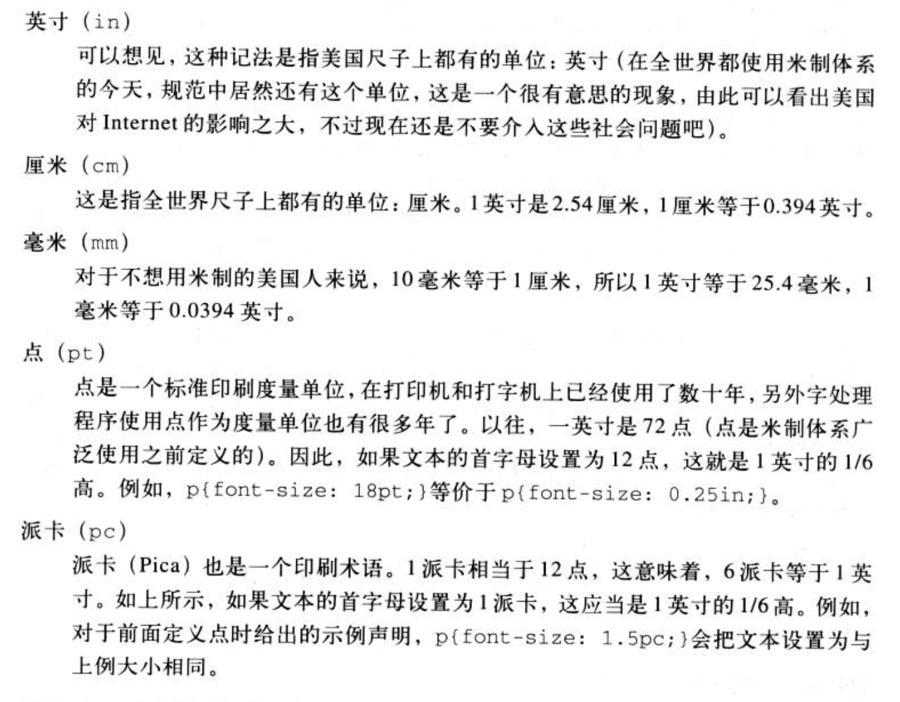 英寸（in）
可以想见，这种记法是指美国尺子上都有的单位：英寸（在全世界都使用米制体系
的今天，规范中居然还有这个单位，这是一个很有意思的现象，由此可以看出美国
对 Internet 的影响之大，不过现在还是不要介入这些社会问题吧）。
厘米（cm）
这是指全世界尺子上都有的单位：厘米。1英寸是2.54厘米，1厘米等于0.394英寸。
毫米（mm）
对于不想用米制的美国人来说，10毫米等于1厘米，所以1英寸等于25.4毫米，1
毫米等于0.0394英寸。
点（pt）
点是一个标准印刷度量单位，在打印机和打字机上已经使用了数十年，另外字处理
程序使用点作为度量单位也有很多年了。以往，一英寸是72点（点是米制体系广
泛使用之前定义的）。因此，如果文本的首字母设置为12点，这就是1英寸的1/6
高。例如，p{font-size: 18pt;}等价于p{font-size: 0.25in;}。
派卡（pc）
派卡（Pica）也是一个印刷术语。1派卡相当于12点，这意味着，6派卡等于1英
寸。如上所示，如果文本的首字母设置为1派卡，这应当是1英寸的1/6高。例如，
对于前面定义点时给出的示例声明，p{font-size: 1.5pc;}会把文本设置为与
上例大小相同。